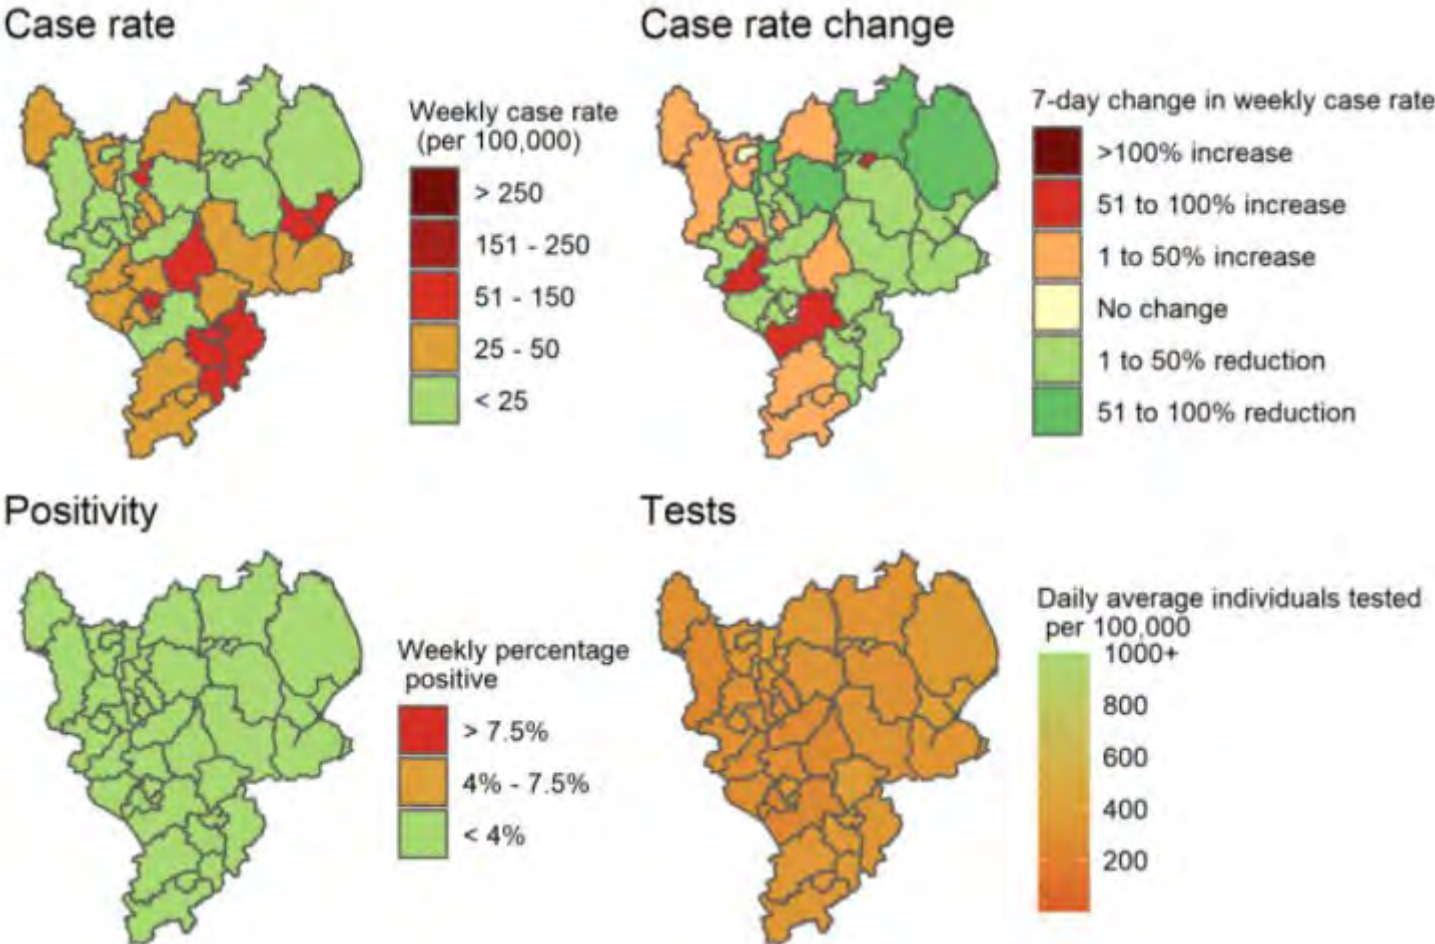 Case rate
Weekly case rate
(per 100,000)
> 250
151 - 250
51 - 150
25 - 50
< 25
Case rate change
7-day change in weekly case rate
>100% increase
51 to 100% increase
1 to 50% increase
No change
1 to 50% reduction
51 to 100% reduction
Positivity
Weekly percentage
positive
> 7.5%
4% - 7.5%
< 4%
Tests
Daily average individuals tested
per 100,000
1000+
800
600
400
200